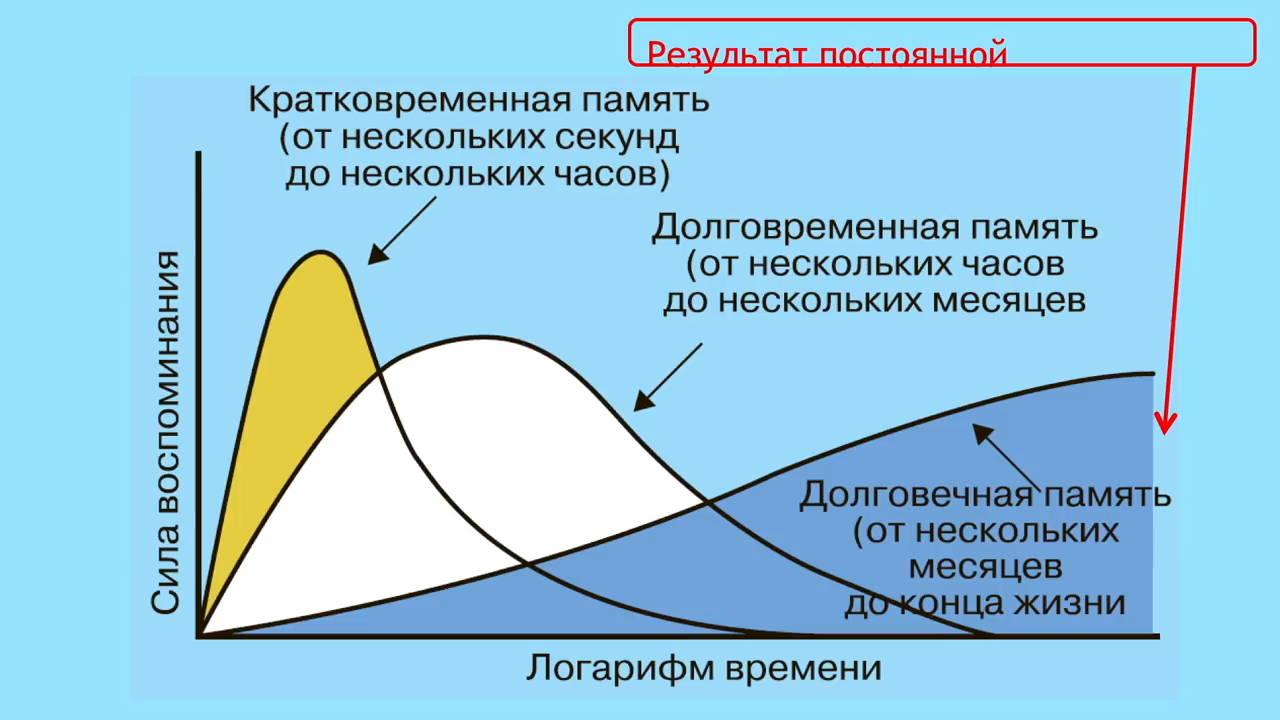 Результат постоянной
Кратковременная память
(от нескольких секунд
до нескольких часов)
Долговременная память
(от нескольких часов
до нескольких месяцев
Долговечная память
(от нескольких
месяцев
до конца жизни
Сила воспоминания
Логарифм времени